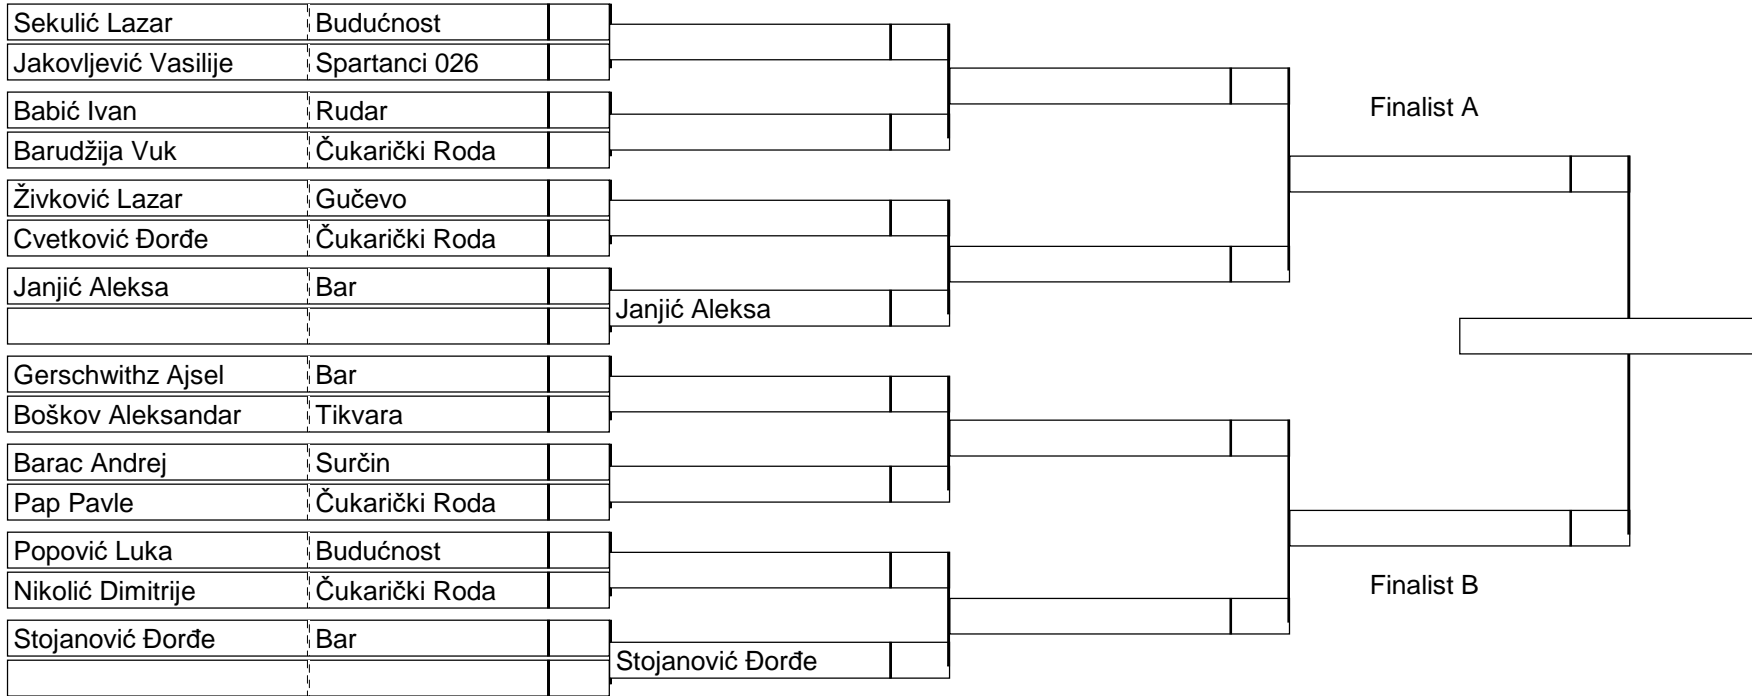 Sekulić Lazar Budućnost
Jakovljević Vasilije Spartanci 026
Babić Ivan Rudar
Finalist A
Barudžija Vuk Čukarički Roda
Živković Lazar Gučevo
Cvetković Đorđe Čukarički Roda
Janjić Aleksa Bar
Janjić Aleksa
Gerschwithz Ajsel Bar
Boškov Aleksandar Tikvara
Barac Andrej Surčin
Pap Pavle Čukarički Roda
Popović Luka Budućnost
Nikolić Dimitrije Čukarički Roda
Finalist B
Stojanović Đorđe Bar
Stojanović Đorđe